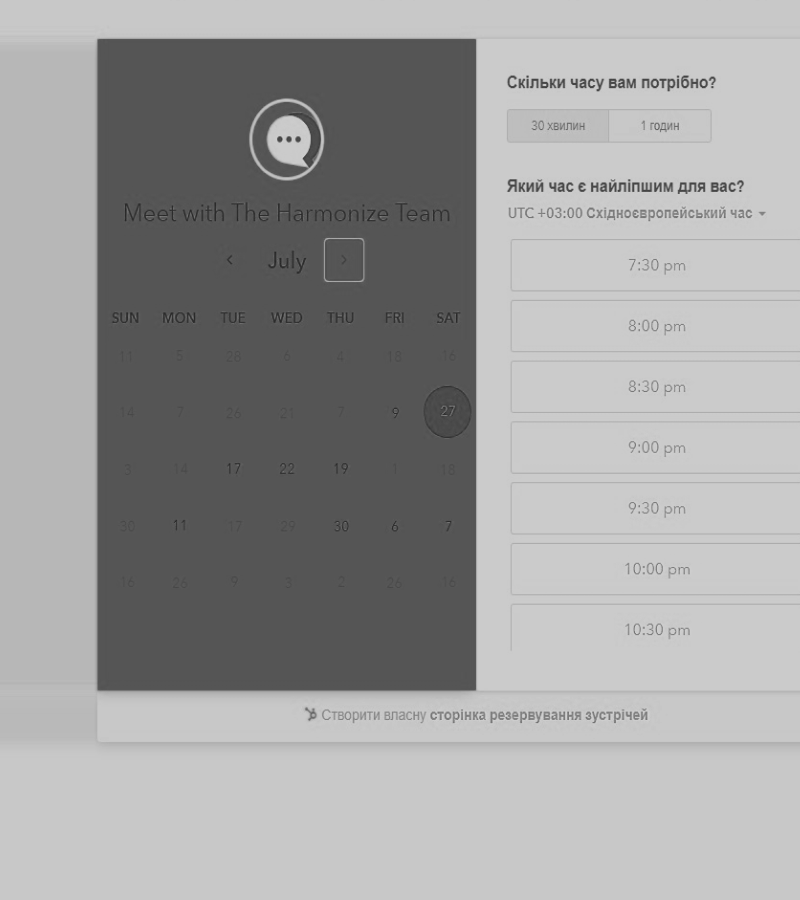 Meet with The Harmonize Team
July
SUN MON TUE WED THU FRI SAT
11 5 28 6 4 18 16
14 7 26 21 7 9 27
3 14 17 22 19 1 18
30 11 17 29 30 6 7
16 26 9 3 2 26 16
Скільки часу вам потрібно?
30 хвилин 1 годин
Який час є найліпшим для вас?
UTC +03:00 Східноєвропейський час
7:30 pm
8:00 pm
8:30 pm
9:00 pm
9:30 pm
10:00 pm
10:30 pm
Створити власну сторінка резервування зустрічей